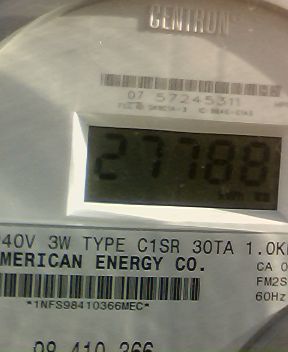 CENTRON
07 57245311
27788
240V 3W TYPE C1SR 30TA 1.0K
AMERICAN ENERGY CO.
CA 0
FM2S
60Hz
*1NFS98410366MEC*
98 410 366